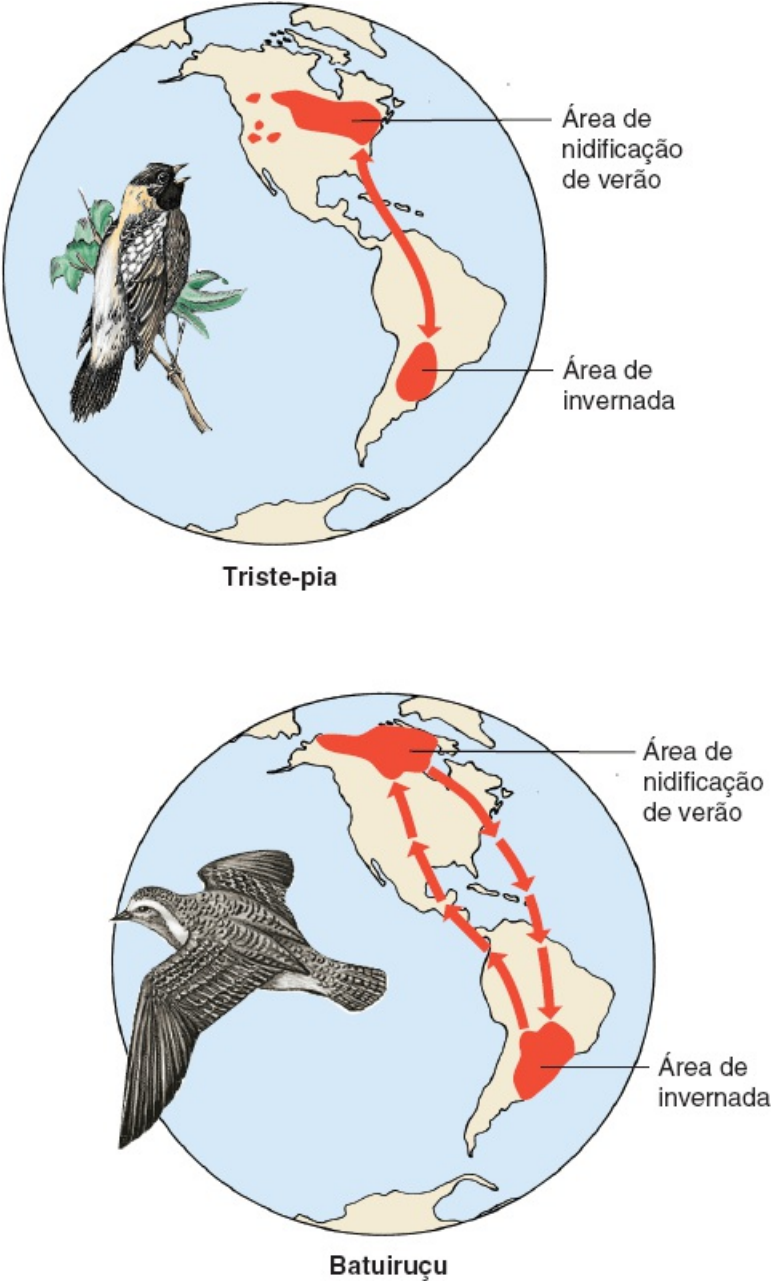 Área de
nidificação
de verão
Área de
invernada
Triste-pia
Área de
nidificação
de verão
Área de
invernada
Batuiruçu